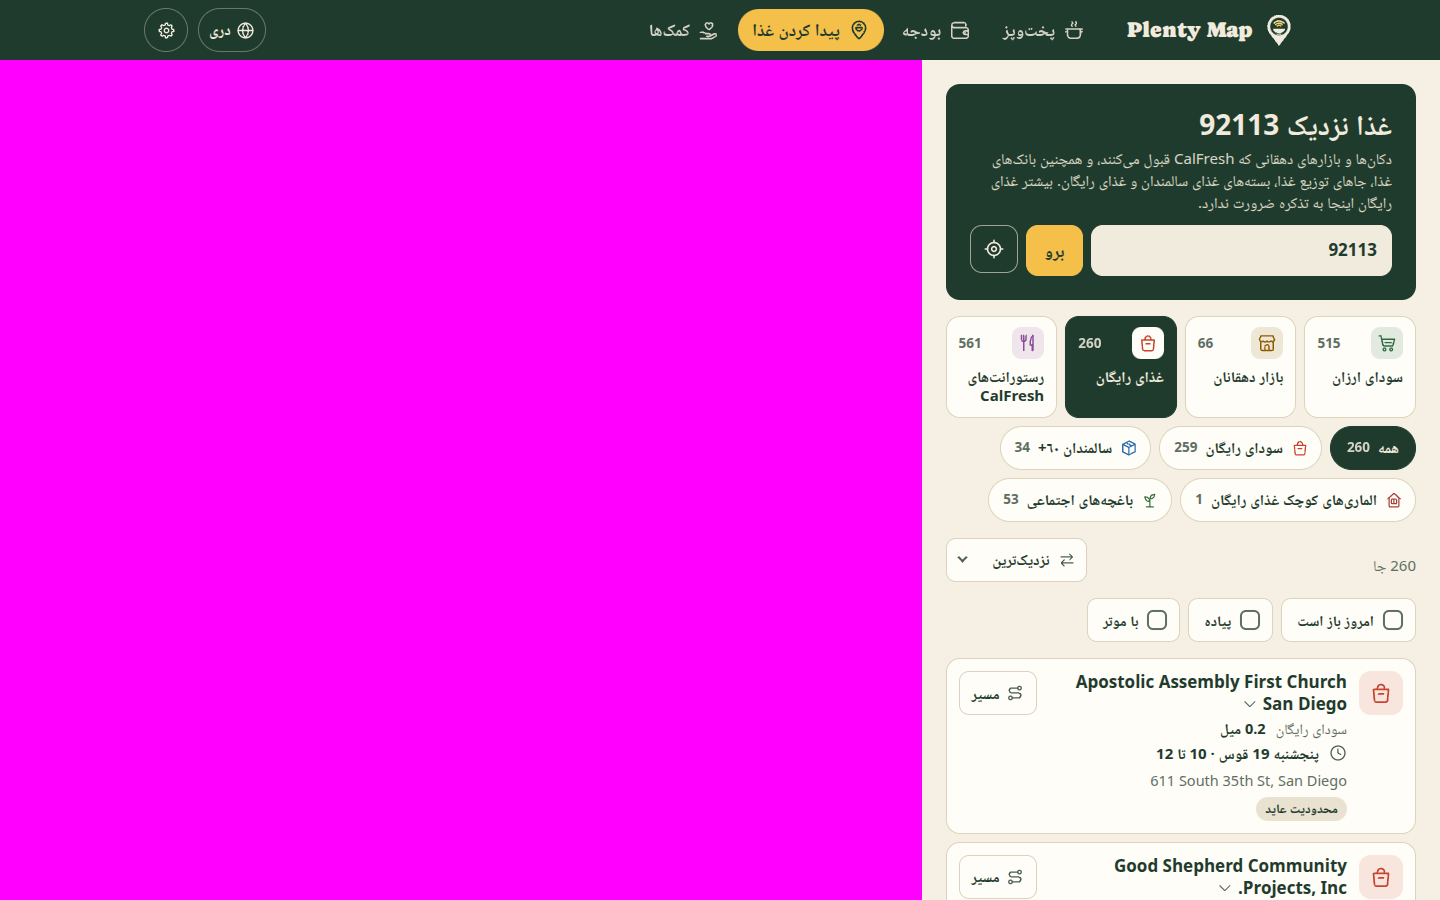 Plenty Map
پخت‌وپز
بودجه
پیدا کردن غذا
کمک‌ها
دری
غذا نزدیک 92113
دکان‌ها و بازارهای دهقانی که CalFresh قبول می‌کنند، و همچنین بانک‌های
غذا، جاهای توزیع غذا، بسته‌های غذای سالمندان و غذای رایگان. بیشتر غذای
رایگان اینجا به تذکره ضرورت ندارد.
92113
برو
515
سودای ارزان
66
بازار دهقانان
260
غذای رایگان
561
رستورانت‌های
CalFresh
همه 260
سودای رایگان 259
سالمندان ٦٠+ 34
الماری‌های کوچک غذای رایگان 1
باغچه‌های اجتماعی 53
260 جا
نزدیک‌ترین
امروز باز است
پیاده
با موتر
Apostolic Assembly First Church
San Diego
مسیر
سودای رایگان 0.2 میل
پنجشنبه 19 قوس · 10 تا 12
611 South 35th St, San Diego
محدودیت عاید
Good Shepherd Community
Projects, Inc.
مسیر